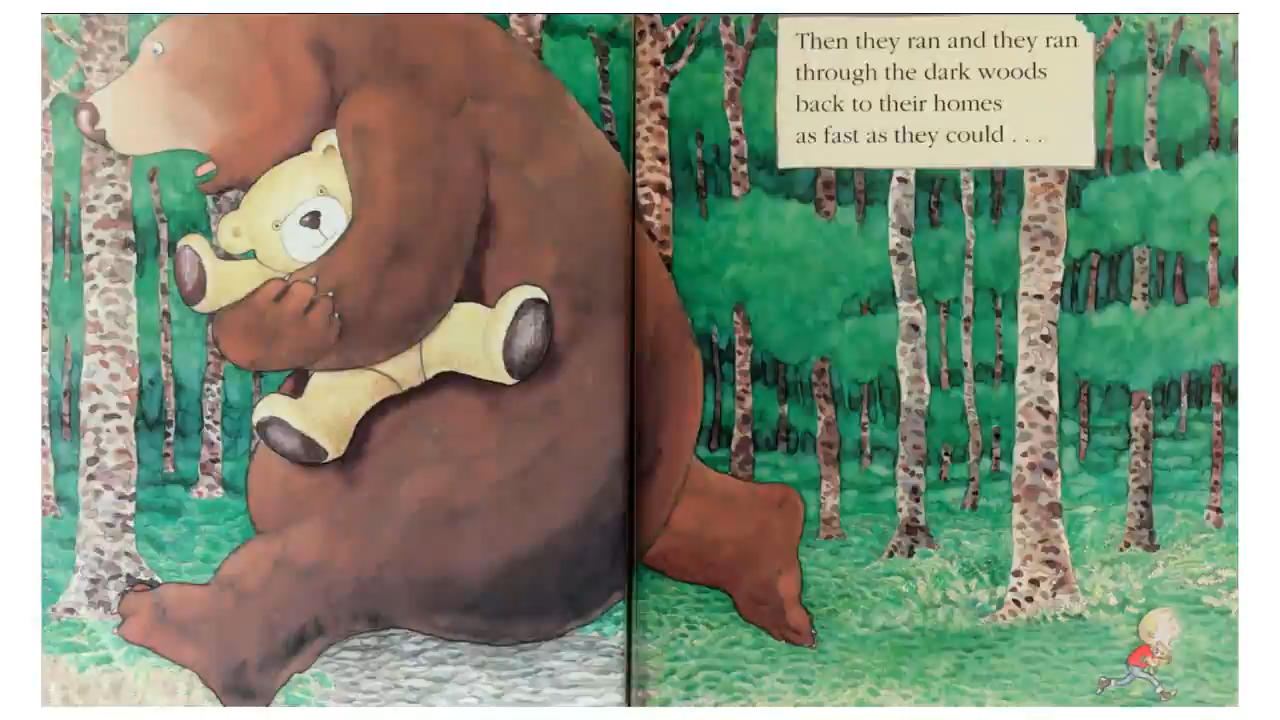 Then they ran and they ran
through the dark woods
back to their homes
as fast as they could . . .